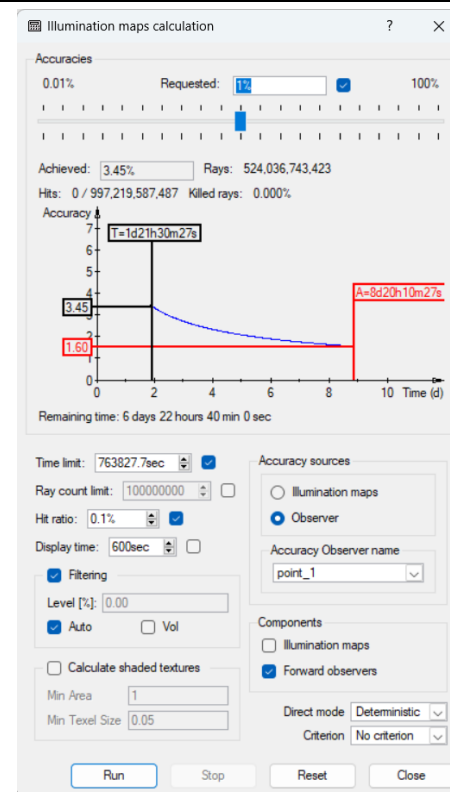 Illumination maps calculation ? ×
Accuracies
0.01% Requested: 1% 100%
Achieved: 3.45% Rays: 524,036,743,423
Hits: 0 / 997,219,587,487 Killed rays: 0.000%
Accuracy
7
T=1d21h30m27s
6
5
4
A=8d20h10m27s
3.45
3
2
1.60
1
0
0 2 4 6 8 10 Time (d)
Remaining time: 6 days 22 hours 40 min 0 sec
Time limit: 763827.7sec
Ray count limit: 100000000
Hit ratio: 0.1%
Display time: 600sec
Filtering
Level [%]: 0.00
Auto Vol
Calculate shaded textures
Min Area 1
Min Texel Size 0.05
Accuracy sources
Illumination maps
Observer
Accuracy Observer name
point_1
Components
Illumination maps
Forward observers
Direct mode Deterministic
Criterion No criterion
Run Stop Reset Close